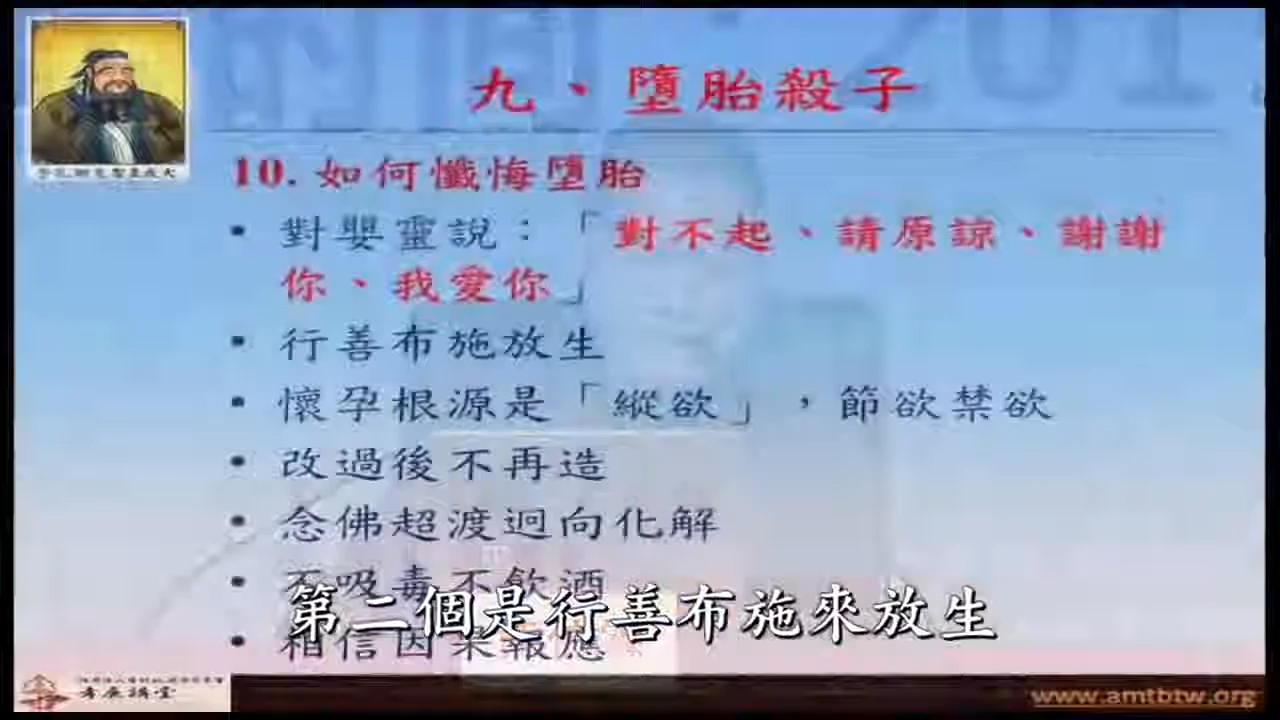 九、墮胎殺子
10. 如何懺悔墮胎
• 對嬰靈說：「對不起、請原諒、謝謝
你、我愛你」
• 行善布施放生
• 懷孕根源是「縱欲」，節欲禁欲
• 改過後不再造
• 念佛超渡迴向化解
• 不吸毒不飲酒
• 相信因果報應
第二個是行善布施來放生
孝廉講堂
www.amtbtw.org